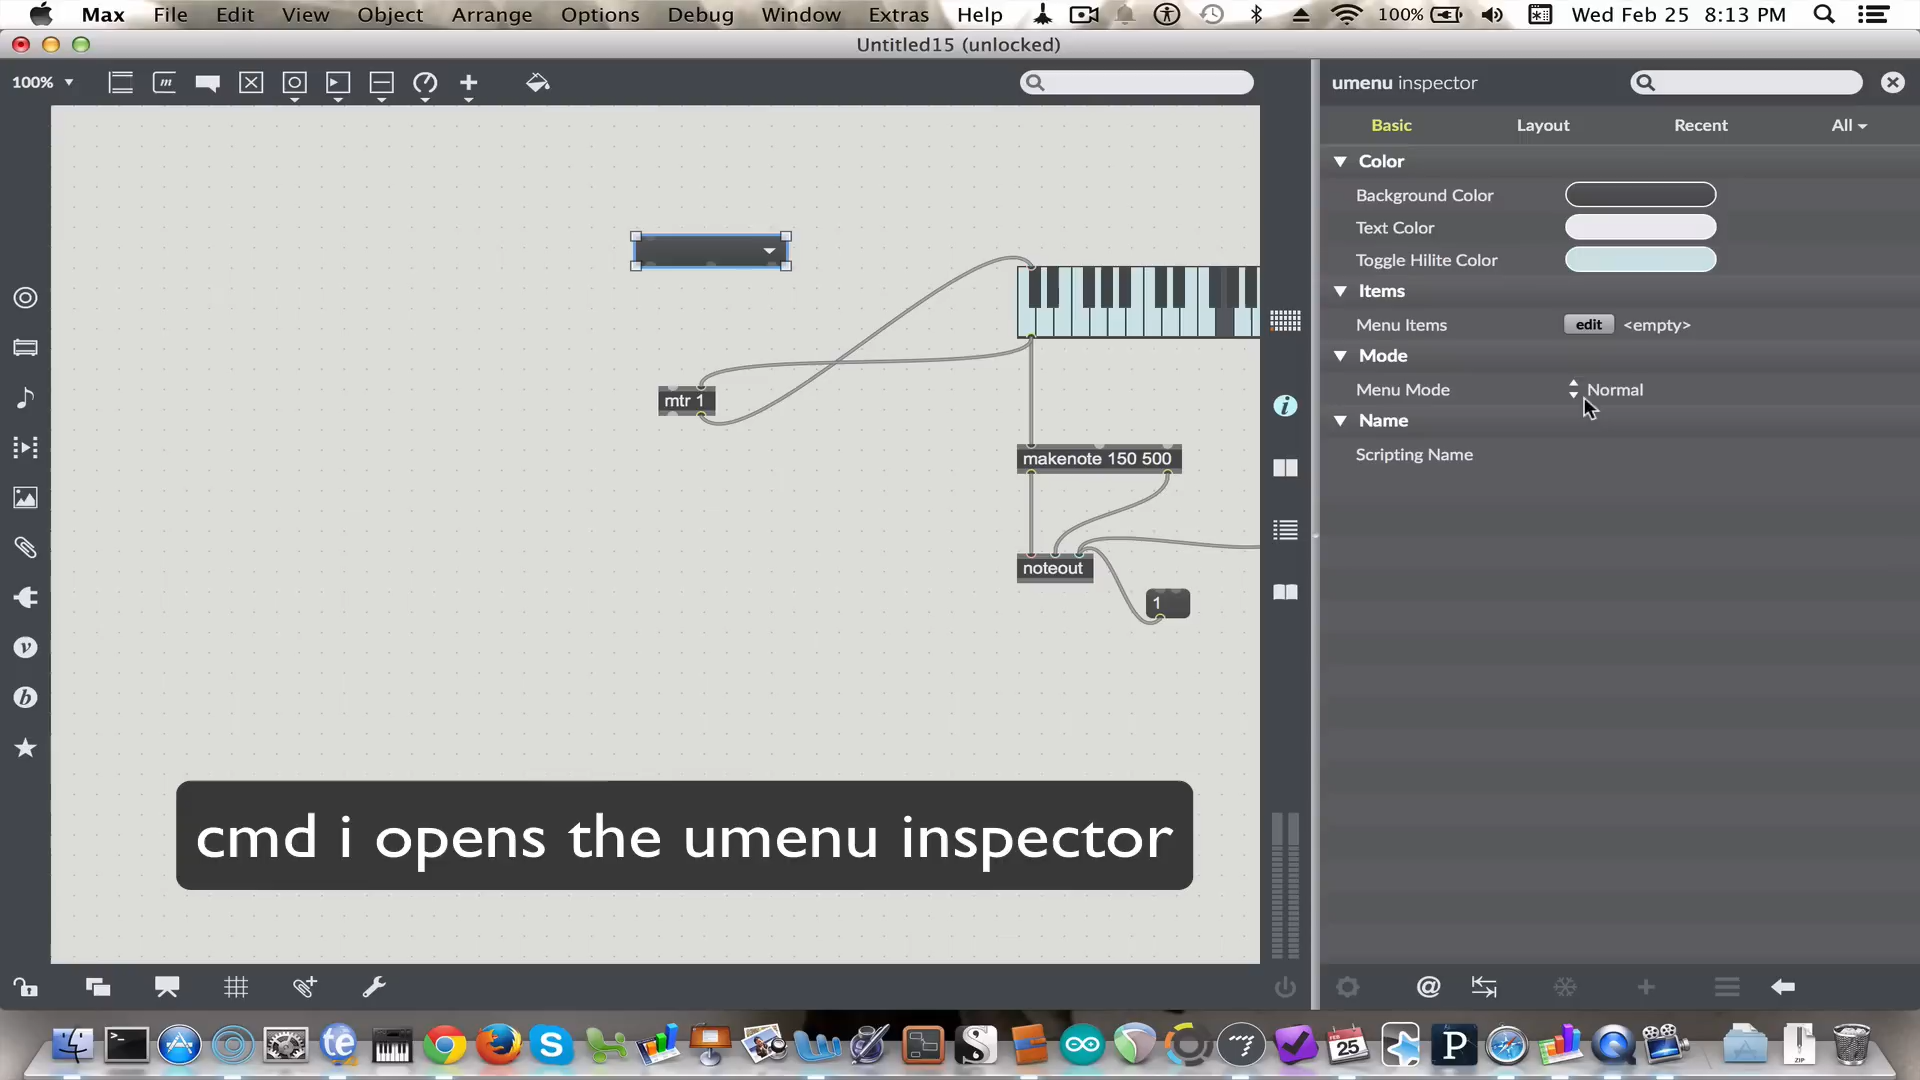 Max File Edit View Object Arrange Options Debug Window Extras Help 100% Wed Feb 25 8:13 PM
Untitled15 (unlocked)
100%
m
umenu inspector
Basic Layout Recent All
Color
Background Color
Text Color
Toggle Hilite Color
Items
Menu Items edit <empty>
Mode
Menu Mode Normal
Name
Scripting Name
mtr 1
makenote 150 500
noteout
1
i
v
b
cmd i opens the umenu inspector
@
te
S
S
25
P
ZIP